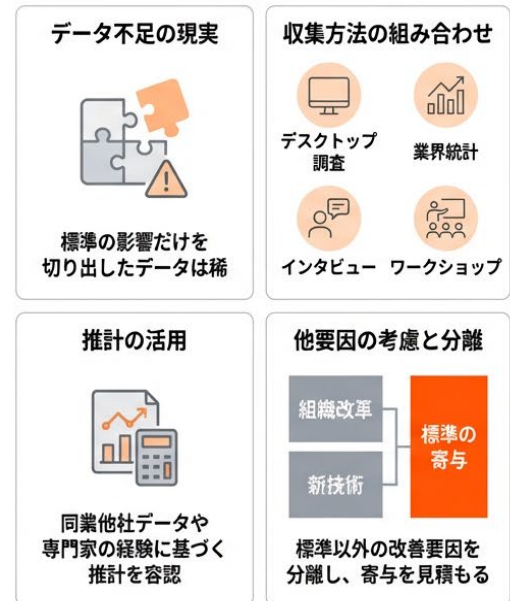 データ不足の現実
標準の影響だけを
切り出したデータは稀
収集方法の組み合わせ
デスクトップ
調査
業界統計
インタビュー
ワークショップ
推計の活用
同業他社データや
専門家の経験に基づく
推計を容認
他要因の考慮と分離
組織改革
新技術
標準の
寄与
標準以外の改善要因を
分離し、寄与を見積もる